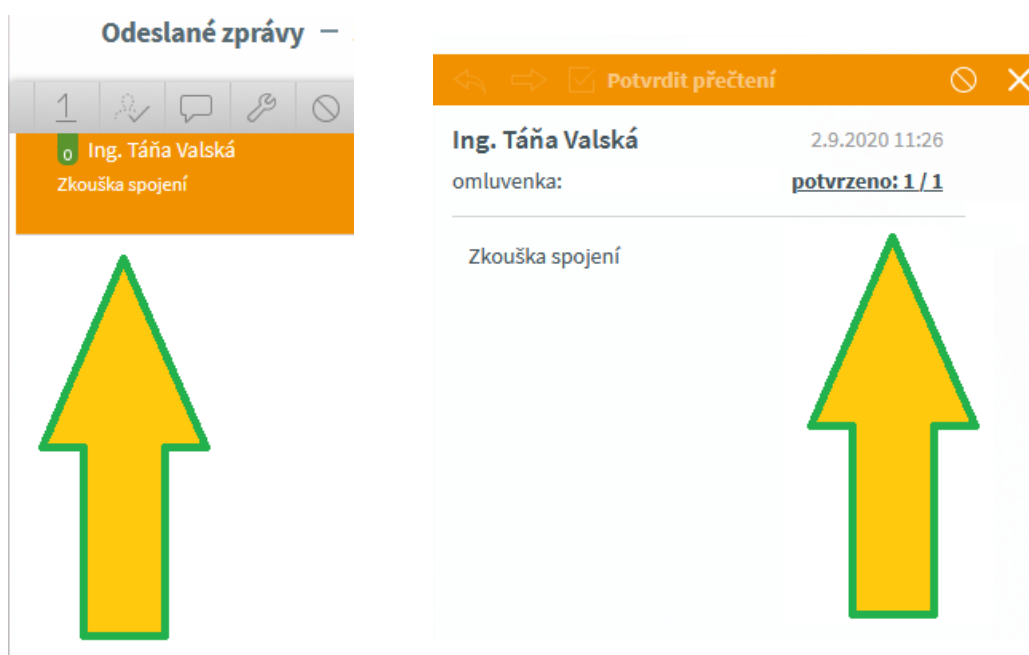 Odeslané zprávy –
1
0 Ing. Táňa Valská
Zkouška spojení
Potvrdit přečtení
Ing. Táňa Valská 2.9.2020 11:26
omluvenka: potvrzeno: 1 / 1
Zkouška spojení